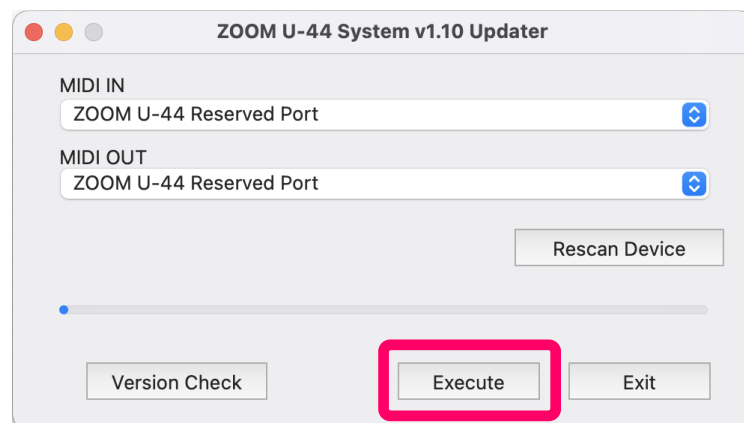 ZOOM U-44 System v1.10 Updater
MIDI IN
ZOOM U-44 Reserved Port
MIDI OUT
ZOOM U-44 Reserved Port
Rescan Device
Version Check
Execute
Exit